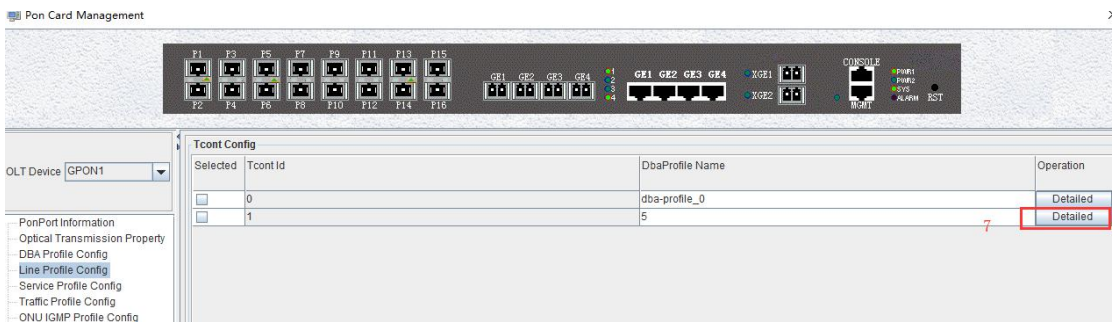 Pon Card Management
P1 P3 P5 P7 P9 P11 P13 P15
P2 P4 P6 P8 P10 P12 P14 P16
GE1 GE2 GE3 GE4
1
2
3
4
GE1 GE2 GE3 GE4
XGE1
XGE2
CONSOLE
MGMT
PWR1
PWR2
SYS
ALARM
RST
OLT Device GPON1
PonPort Information
Optical Transmission Property
DBA Profile Config
Line Profile Config
Service Profile Config
Traffic Profile Config
ONU IGMP Profile Config
Tcont Config
Selected Tcont Id DbaProfile Name Operation
0 dba-profile_0 Detailed
1 5 Detailed
7